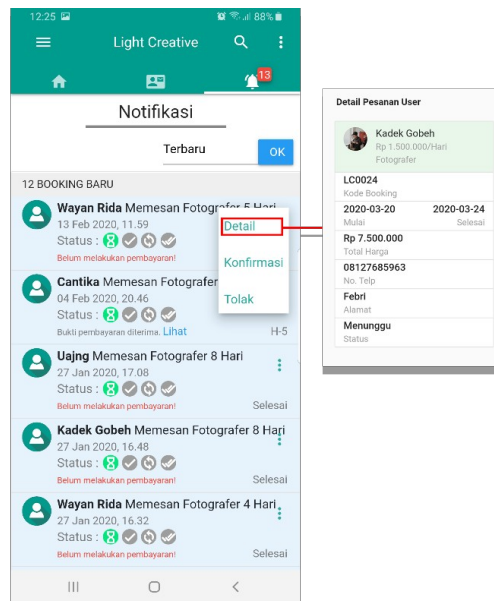 12:25 88%
Light Creative
13
Notifikasi
Terbaru OK
12 BOOKING BARU
Wayan Rida Memesan Fotografer 5 Hari
13 Feb 2020, 11.59
Status :
Belum melakukan pembayaran!
Detail
Konfirmasi
Tolak
Cantika Memesan Fotografer
04 Feb 2020, 20.46
Status :
Bukti pembayaran diterima. Lihat H-5
Uajng Memesan Fotografer 8 Hari
27 Jan 2020, 17.08
Status :
Belum melakukan pembayaran! Selesai
Kadek Gobeh Memesan Fotografer 8 Hari
27 Jan 2020, 16.48
Status :
Belum melakukan pembayaran! Selesai
Wayan Rida Memesan Fotografer 4 Hari
27 Jan 2020, 16.32
Status :
Belum melakukan pembayaran! Selesai
Detail Pesanan User
Kadek Gobeh
Rp 1.500.000/Hari
Fotografer
LC0024
Kode Booking
2020-03-20 2020-03-24
Mulai Selesai
Rp 7.500.000
Total Harga
08127685963
No. Telp
Febri
Alamat
Menunggu
Status